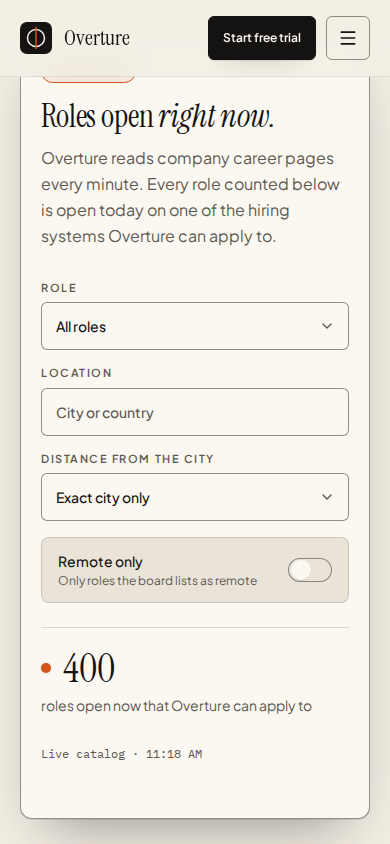 Overture
Start free trial
Roles open right now.
Overture reads company career pages
every minute. Every role counted below
is open today on one of the hiring
systems Overture can apply to.
ROLE
All roles
LOCATION
City or country
DISTANCE FROM THE CITY
Exact city only
Remote only
Only roles the board lists as remote
400
roles open now that Overture can apply to
Live catalog · 11:18 AM